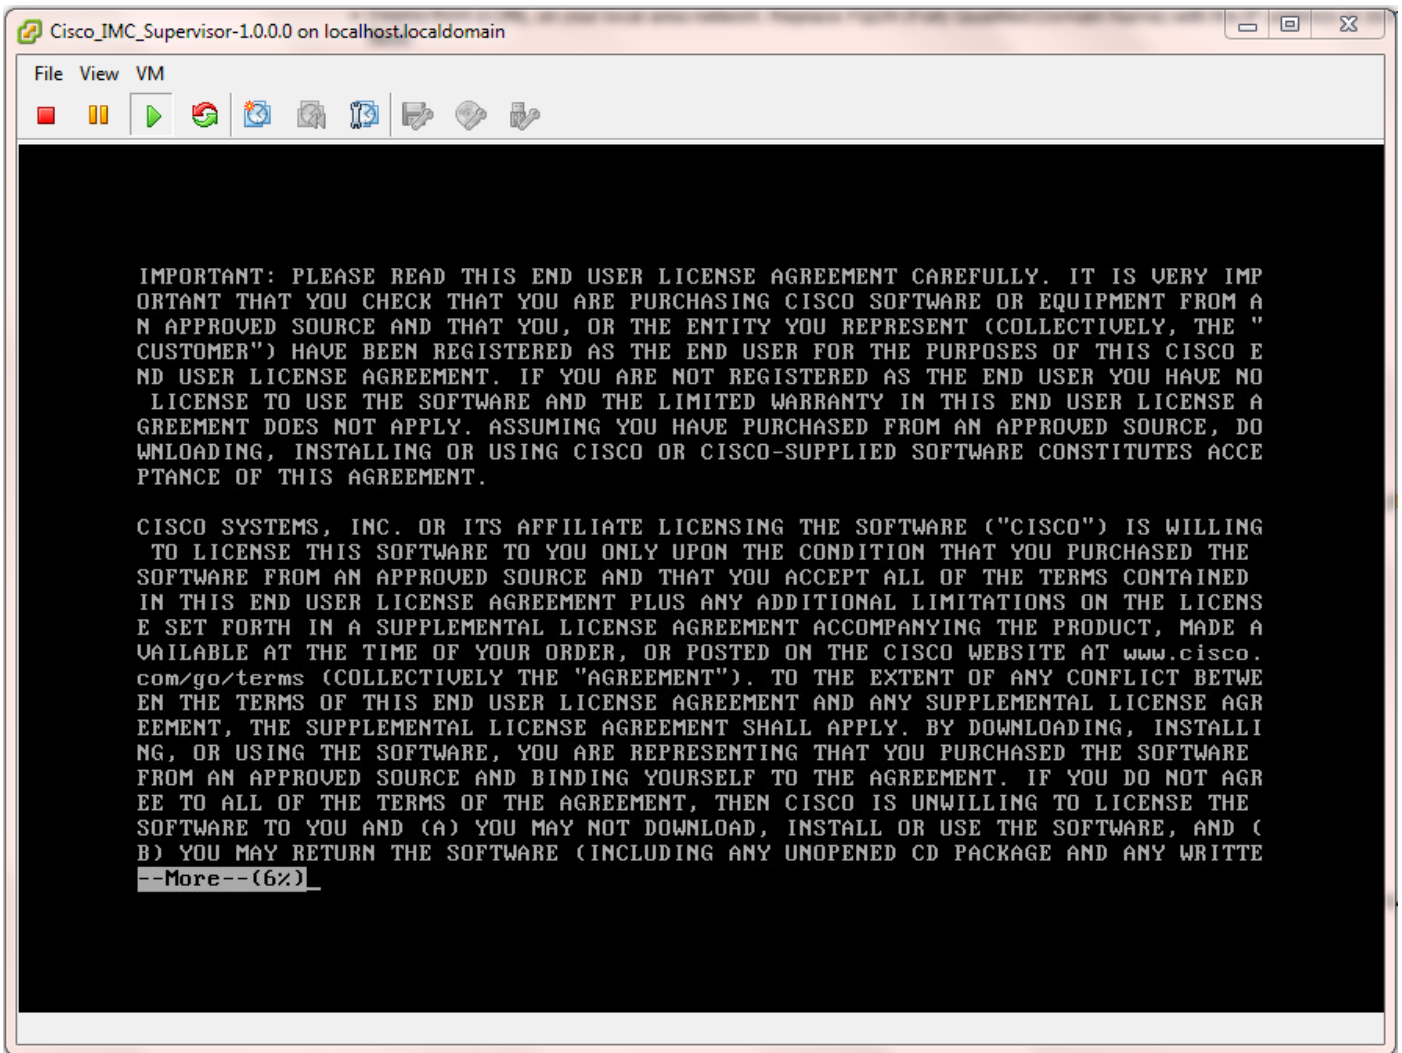 Cisco_IMC_Supervisor-1.0.0.0 on localhost.localdomain
File View VM
IMPORTANT: PLEASE READ THIS END USER LICENSE AGREEMENT CAREFULLY. IT IS VERY IMP
ORTANT THAT YOU CHECK THAT YOU ARE PURCHASING CISCO SOFTWARE OR EQUIPMENT FROM A
N APPROVED SOURCE AND THAT YOU, OR THE ENTITY YOU REPRESENT (COLLECTIVELY, THE "
CUSTOMER") HAVE BEEN REGISTERED AS THE END USER FOR THE PURPOSES OF THIS CISCO E
ND USER LICENSE AGREEMENT. IF YOU ARE NOT REGISTERED AS THE END USER YOU HAVE NO
 LICENSE TO USE THE SOFTWARE AND THE LIMITED WARRANTY IN THIS END USER LICENSE A
GREEMENT DOES NOT APPLY. ASSUMING YOU HAVE PURCHASED FROM AN APPROVED SOURCE, DO
WNLOADING, INSTALLING OR USING CISCO OR CISCO-SUPPLIED SOFTWARE CONSTITUTES ACCE
PTANCE OF THIS AGREEMENT.
CISCO SYSTEMS, INC. OR ITS AFFILIATE LICENSING THE SOFTWARE ("CISCO") IS WILLING
 TO LICENSE THIS SOFTWARE TO YOU ONLY UPON THE CONDITION THAT YOU PURCHASED THE
SOFTWARE FROM AN APPROVED SOURCE AND THAT YOU ACCEPT ALL OF THE TERMS CONTAINED
IN THIS END USER LICENSE AGREEMENT PLUS ANY ADDITIONAL LIMITATIONS ON THE LICENS
E SET FORTH IN A SUPPLEMENTAL LICENSE AGREEMENT ACCOMPANYING THE PRODUCT, MADE A
VAILABLE AT THE TIME OF YOUR ORDER, OR POSTED ON THE CISCO WEBSITE AT www.cisco.
com/go/terms (COLLECTIVELY THE "AGREEMENT"). TO THE EXTENT OF ANY CONFLICT BETWE
EN THE TERMS OF THIS END USER LICENSE AGREEMENT AND ANY SUPPLEMENTAL LICENSE AGR
EEMENT, THE SUPPLEMENTAL LICENSE AGREEMENT SHALL APPLY. BY DOWNLOADING, INSTALLI
NG, OR USING THE SOFTWARE, YOU ARE REPRESENTING THAT YOU PURCHASED THE SOFTWARE
FROM AN APPROVED SOURCE AND BINDING YOURSELF TO THE AGREEMENT. IF YOU DO NOT AGR
EE TO ALL OF THE TERMS OF THE AGREEMENT, THEN CISCO IS UNWILLING TO LICENSE THE
SOFTWARE TO YOU AND (A) YOU MAY NOT DOWNLOAD, INSTALL OR USE THE SOFTWARE, AND (
B) YOU MAY RETURN THE SOFTWARE (INCLUDING ANY UNOPENED CD PACKAGE AND ANY WRITTE
--More--(6%)